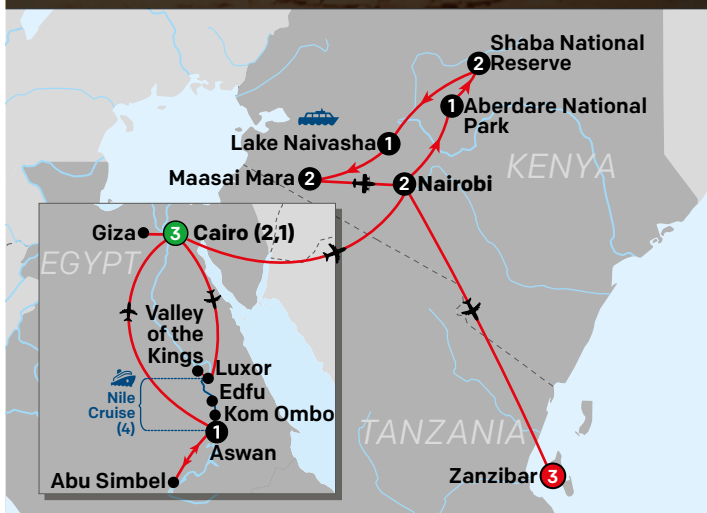 Shaba National
Reserve
2
1
Aberdare National
Park
Lake Naivasha
1
KENYA
Maasai Mara
2
2
Nairobi
Giza
3
Cairo (2,1)
EGYPT
Valley
of the
Kings
Luxor
Nile
Cruise
(4)
Edfu
Kom Ombo
1
Aswan
Abu Simbel
TANZANIA
Zanzibar
3